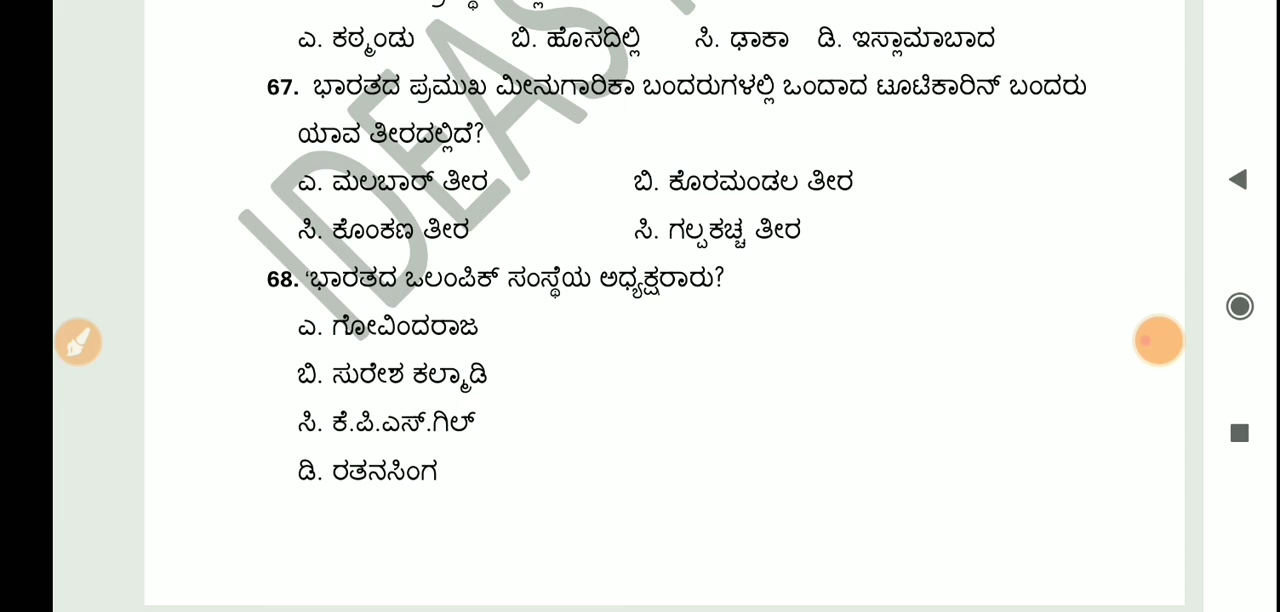 ಎ. ಕಠ್ಮಂಡು ಬಿ. ಹೊಸದಿಲ್ಲಿ ಸಿ. ಢಾಕಾ ಡಿ. ಇಸ್ಲಾಮಾಬಾದ
67. ಭಾರತದ ಪ್ರಮುಖ ಮೀನುಗಾರಿಕಾ ಬಂದರುಗಳಲ್ಲಿ ಒಂದಾದ ಟೂಟಿಕಾರಿನ್ ಬಂದರು
ಯಾವ ತೀರದಲ್ಲಿದೆ?
ಎ. ಮಲಬಾರ್ ತೀರ ಬಿ. ಕೊರಮಂಡಲ ತೀರ
ಸಿ. ಕೊಂಕಣ ತೀರ ಸಿ. ಗಲ್ಪಕಚ್ಚ ತೀರ
68. 'ಭಾರತದ ಒಲಂಪಿಕ್ ಸಂಸ್ಥೆಯ ಅಧ್ಯಕ್ಷರಾರು?
ಎ. ಗೋವಿಂದರಾಜ
ಬಿ. ಸುರೇಶ ಕಲ್ಮಾಡಿ
ಸಿ. ಕೆ.ಪಿ.ಎಸ್.ಗಿಲ್
ಡಿ. ರತನಸಿಂಗ
IDEAS